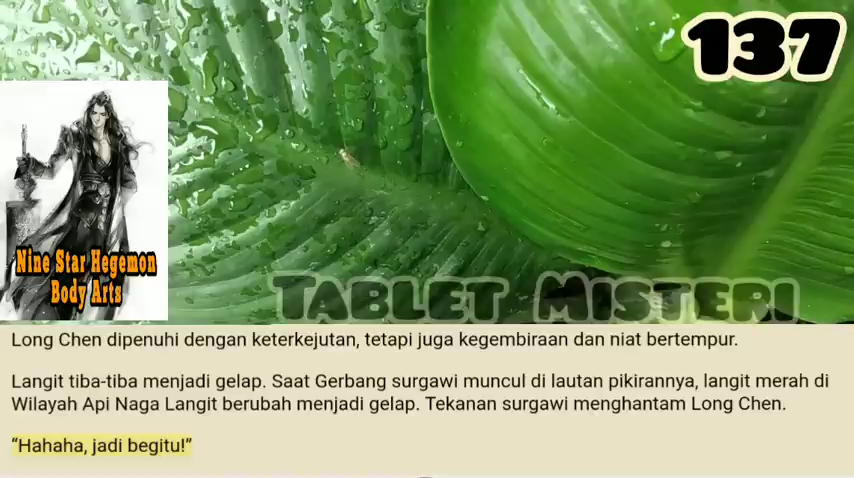 137
Nine Star Hegemon
Body Arts
TABLET MISTERI
Long Chen dipenuhi dengan keterkejutan, tetapi juga kegembiraan dan niat bertempur.
Langit tiba-tiba menjadi gelap. Saat Gerbang surgawi muncul di lautan pikirannya, langit merah di
Wilayah Api Naga Langit berubah menjadi gelap. Tekanan surgawi menghantam Long Chen.
“Hahaha, jadi begitu!”